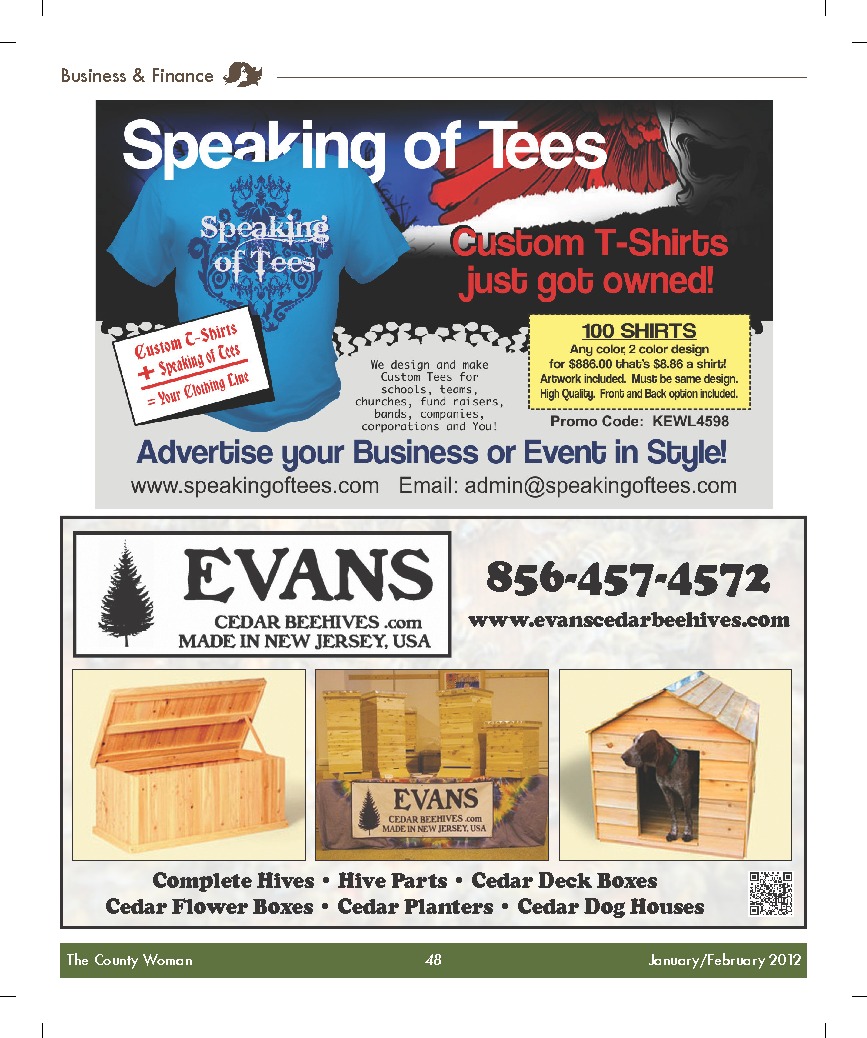 Business & Finance
Speaking of Tees
Speaking
of Tees
Custom T-Shirts
just got owned!
Custom T-Shirts
+ Speaking of Tees
= Your Clothing Line
We design and make
Custom Tees for
schools, teams,
churches, fund raisers,
bands, companies,
corporations and You!
100 SHIRTS
Any color, 2 color design
for $886.00 that's $8.86 a shirt!
Artwork included. Must be same design.
High Quality. Front and Back option included.
Promo Code: KEWL4598
Advertise your Business or Event in Style!
www.speakingoftees.com Email: admin@speakingoftees.com
EVANS
CEDAR BEEHIVES .com
MADE IN NEW JERSEY, USA
856-457-4572
www.evanscedarbeehives.com
EVANS
CEDAR BEEHIVES .com
MADE IN NEW JERSEY, USA
Complete Hives • Hive Parts • Cedar Deck Boxes
Cedar Flower Boxes • Cedar Planters • Cedar Dog Houses
The County Woman 48 January/February 2012